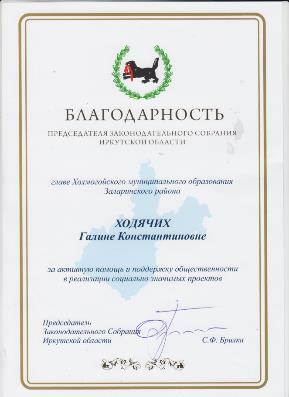 БЛАГОДАРНОСТЬ
ПРЕДСЕДАТЕЛЯ ЗАКОНОДАТЕЛЬНОГО СОБРАНИЯ
ИРКУТСКОЙ ОБЛАСТИ
главе Холмогойского муниципального образования
Заларинского района
ХОДЯЧИХ
Галине Константиновне
за активную помощь и поддержку общественности
в реализации социально значимых проектов
Председатель
Законодательного Собрания
Иркутской области
С.Ф. Брилка